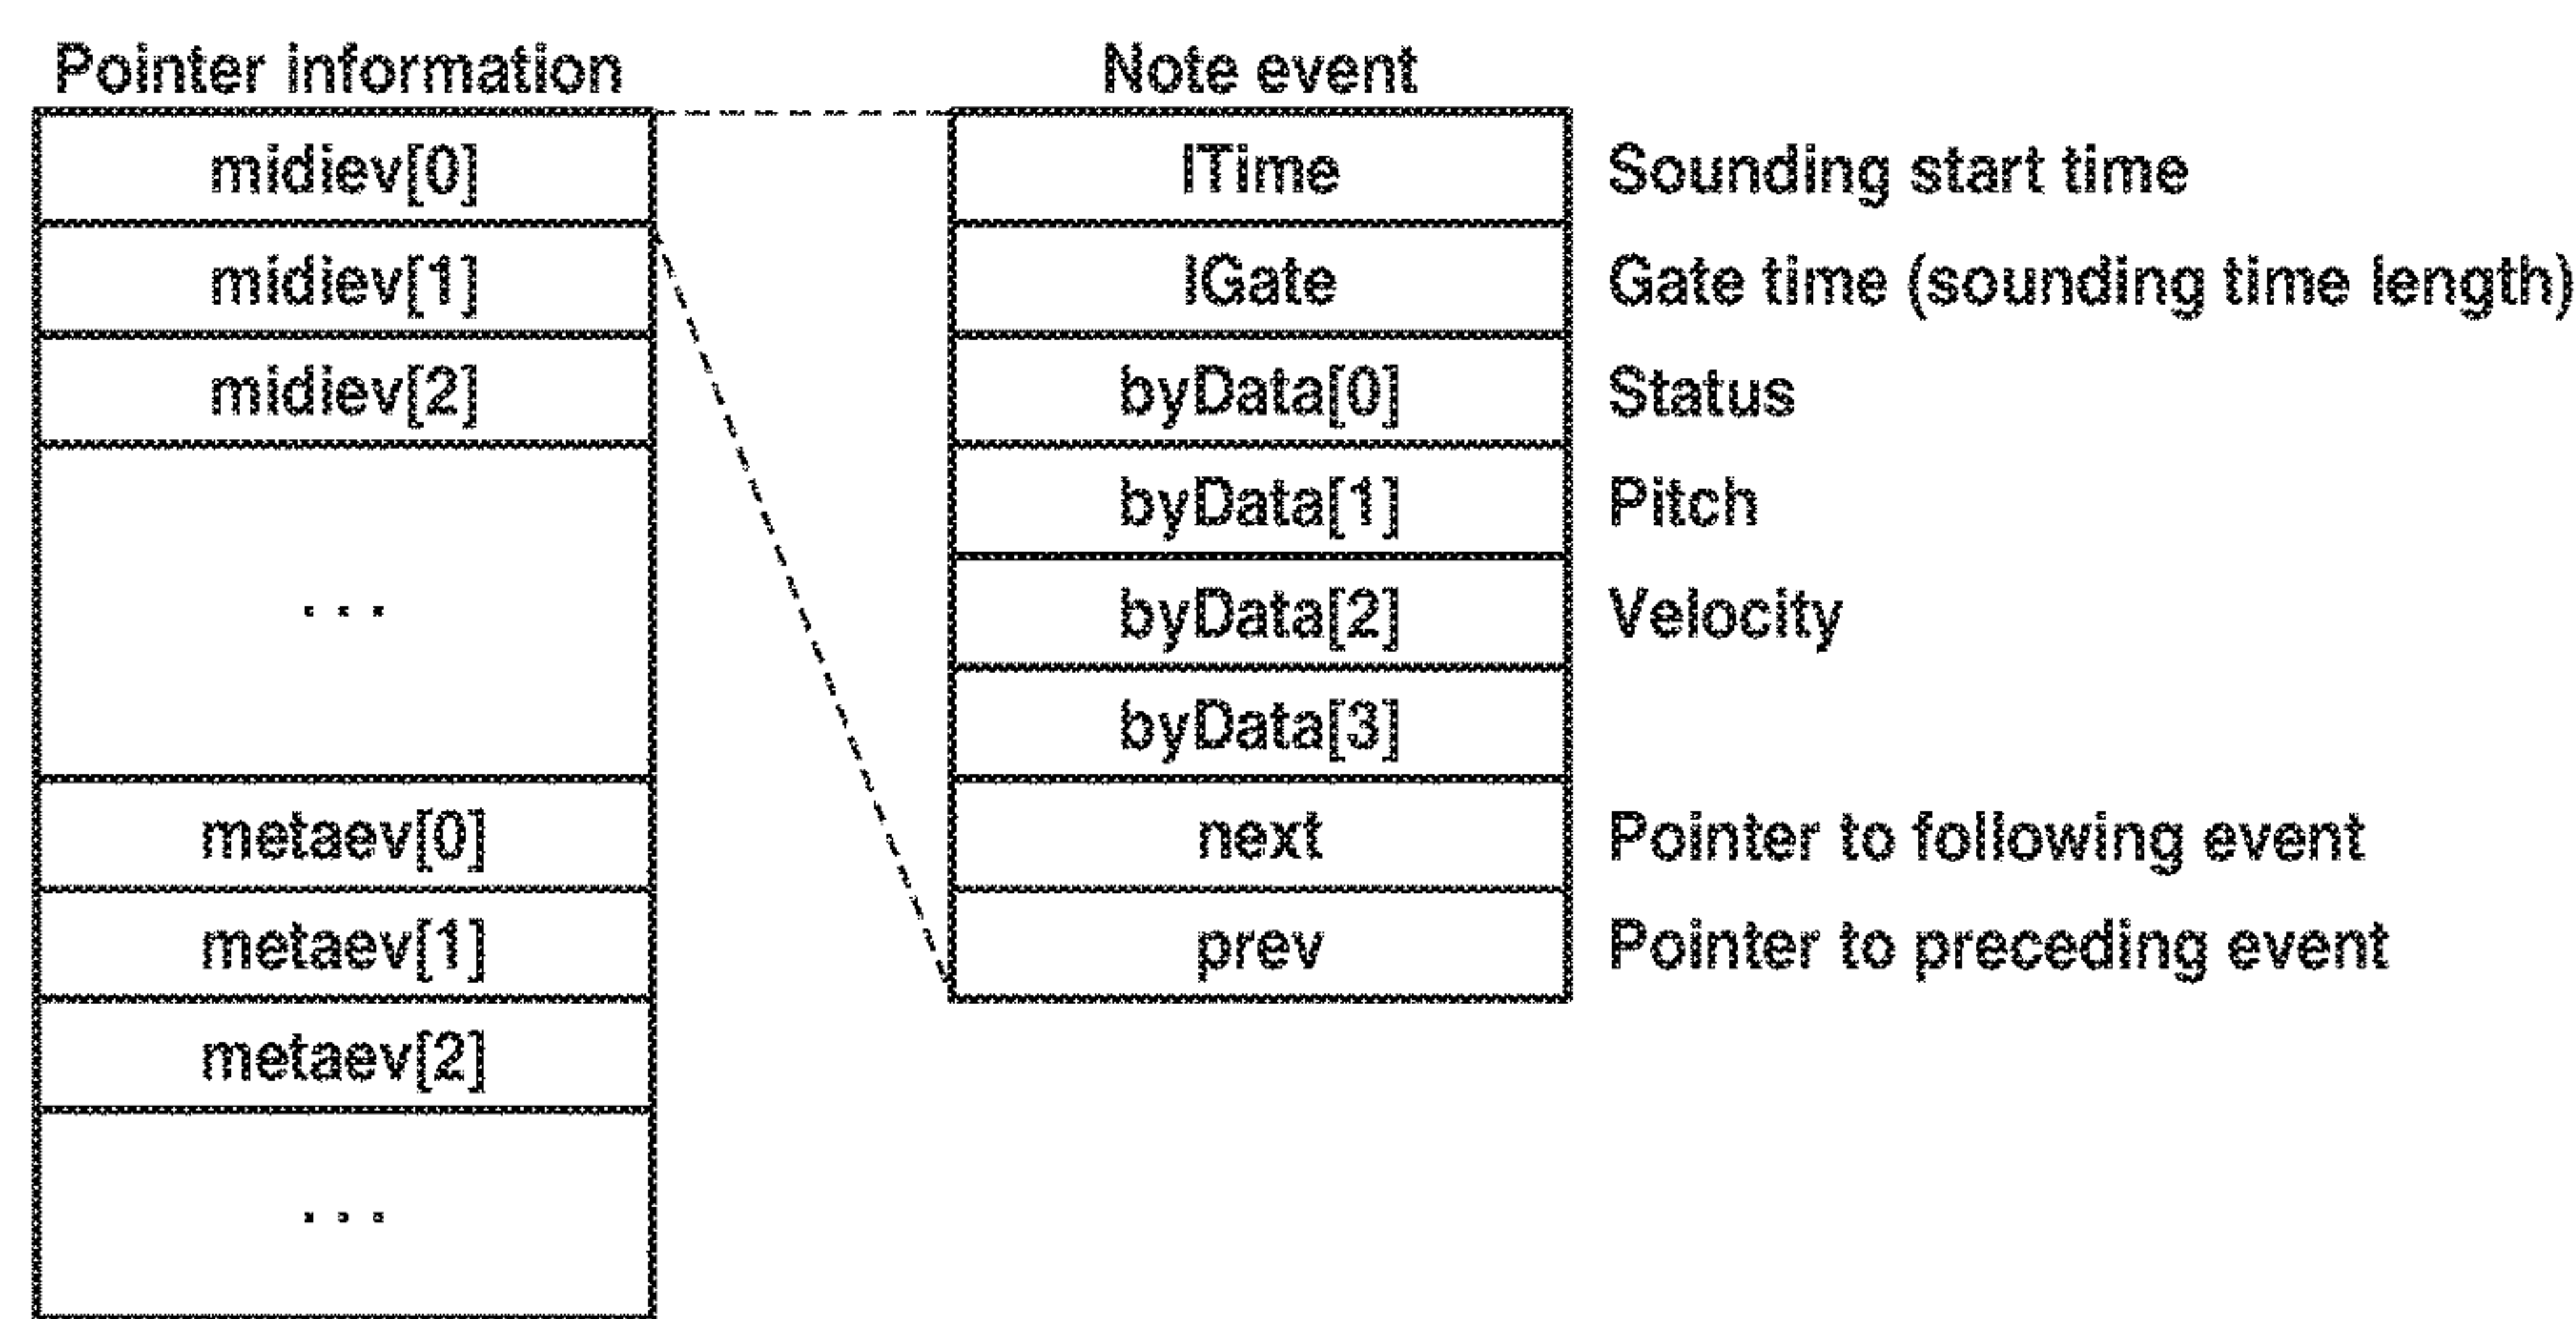 Pointer information
midiev[0]
midiev[1]
midiev[2]
...
metaev[0]
metaev[1]
metaev[2]
...
Note event
lTime Sounding start time
lGate Gate time (sounding time length)
byData[0] Status
byData[1] Pitch
byData[2] Velocity
byData[3]
next Pointer to following event
prev Pointer to preceding event